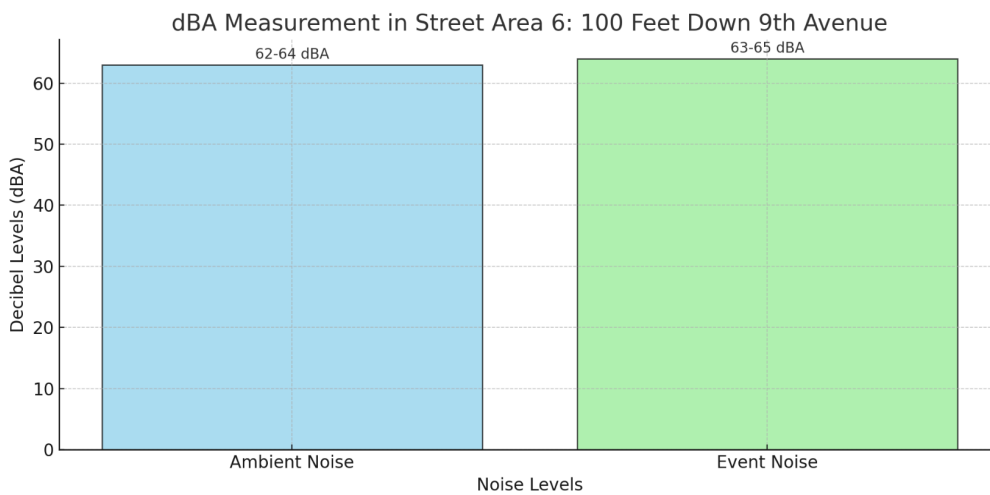 dBA Measurement in Street Area 6: 100 Feet Down 9th Avenue
62-64 dBA
63-65 dBA
Decibel Levels (dBA)
60
50
40
30
20
10
0
Ambient Noise
Event Noise
Noise Levels